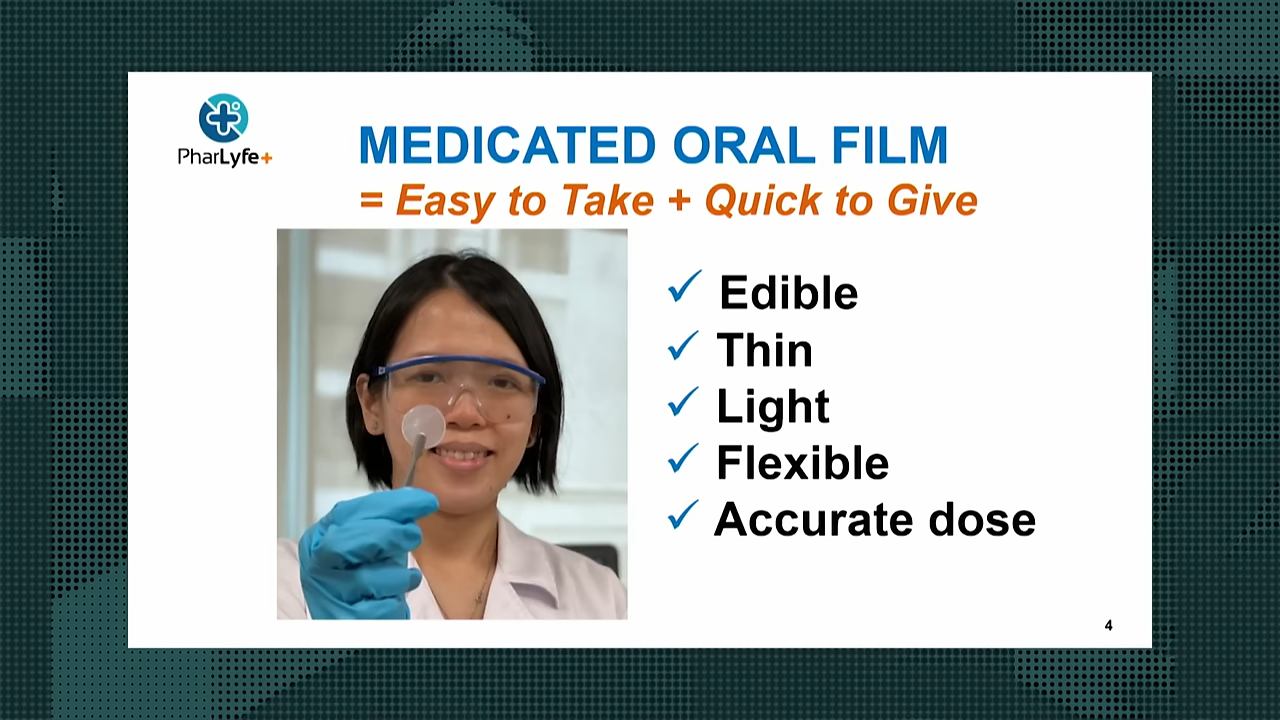 PharLyfe+
MEDICATED ORAL FILM
= Easy to Take + Quick to Give
✓ Edible
✓ Thin
✓ Light
✓ Flexible
✓ Accurate dose
4